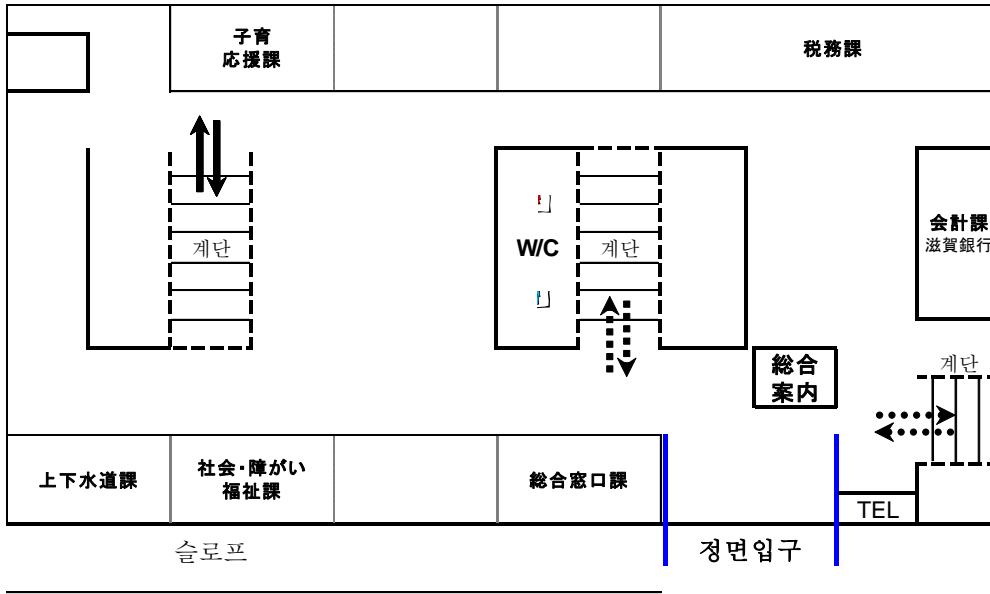 子育
応援課
税務課
계단
W/C
계단
会計課
滋賀銀行
総合
案内
계단
上下水道課
社会・障がい
福祉課
総合窓口課
TEL
슬로프
정면입구